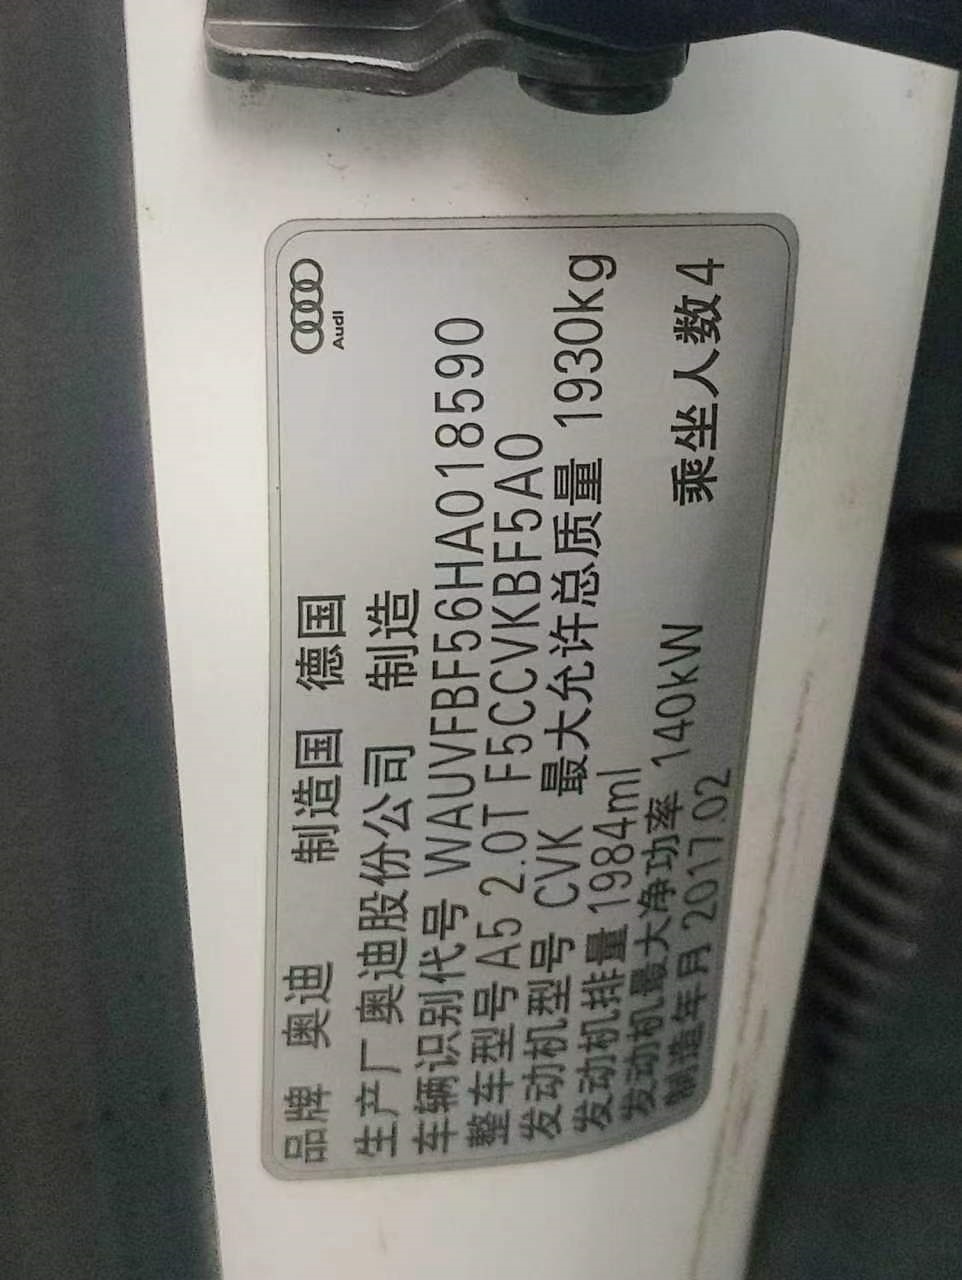 Audi
品牌 奥迪 制造国 德国
生产厂 奥迪股份公司 制造
车辆识别代号 WAUVFBF56HA018590
整车型号 A5 2.0T F5CCVKBF5A0
发动机型号 CVK 最大允许总质量 1930kg
发动机排量 1984ml
发动机最大净功率 140kW 乘坐人数 4
制造年月 2017.02